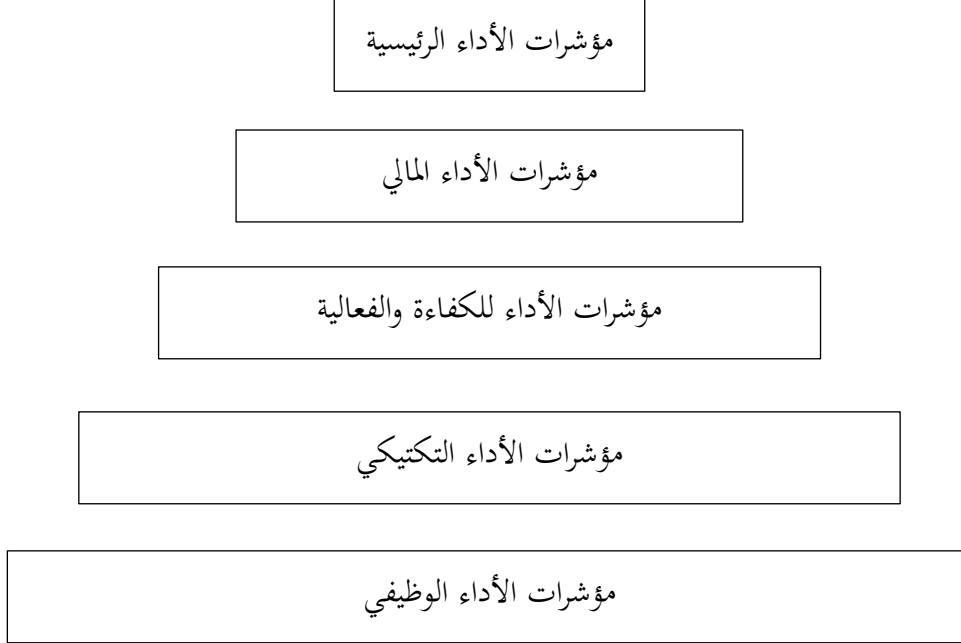 مؤشرات الأداء الرئيسية
مؤشرات الأداء المالي
مؤشرات الأداء للكفاءة والفعالية
مؤشرات الأداء التكتيكي
مؤشرات الأداء الوظيفي